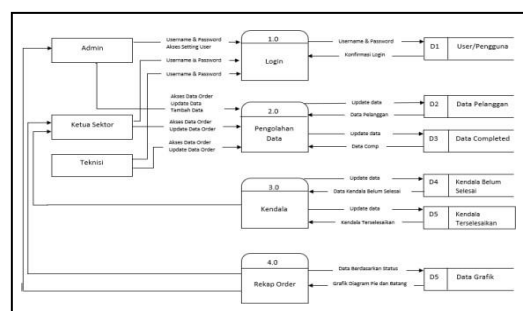 Admin
Ketua Sektor
Teknisi
Username & Password
Akses Setting User
Username & Password
Username & Password
1.0
Login
Username & Password
Konfirmasi Login
D1 User/Pengguna
Akses Data Order
Update Data
Tambah Data
Akses Data Order
Update Data Order
Akses Data Order
Update Data Order
2.0
Pengolahan
Data
Update data
Data Pelanggan
D2 Data Pelanggan
Update data
Data Comp
D3 Data Completed
3.0
Kendala
Update data
Data Kendala Belum Selesai
D4 Kendala Belum
Selesai
Update data
Kendala Terselesaikan
D5 Kendala
Terselesaikan
4.0
Rekap Order
Data Berdasarkan Status
Grafik Diagram Pie dan Batang
D5 Data Grafik